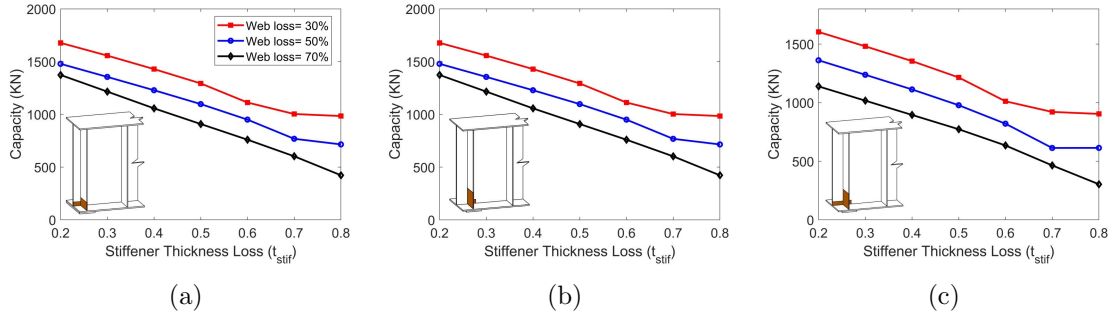 2000
1500
1000
500
0
Capacity (KN)
Web loss= 30%
Web loss= 50%
Web loss= 70%
0.2 0.3 0.4 0.5 0.6 0.7 0.8
Stiffener Thickness Loss (t_stif)
(a)
2000
1500
1000
500
0
Capacity (KN)
0.2 0.3 0.4 0.5 0.6 0.7 0.8
Stiffener Thickness Loss (t_stif)
(b)
1500
1000
500
0
Capacity (KN)
0.2 0.3 0.4 0.5 0.6 0.7 0.8
Stiffener Thickness Loss (t_stif)
(c)